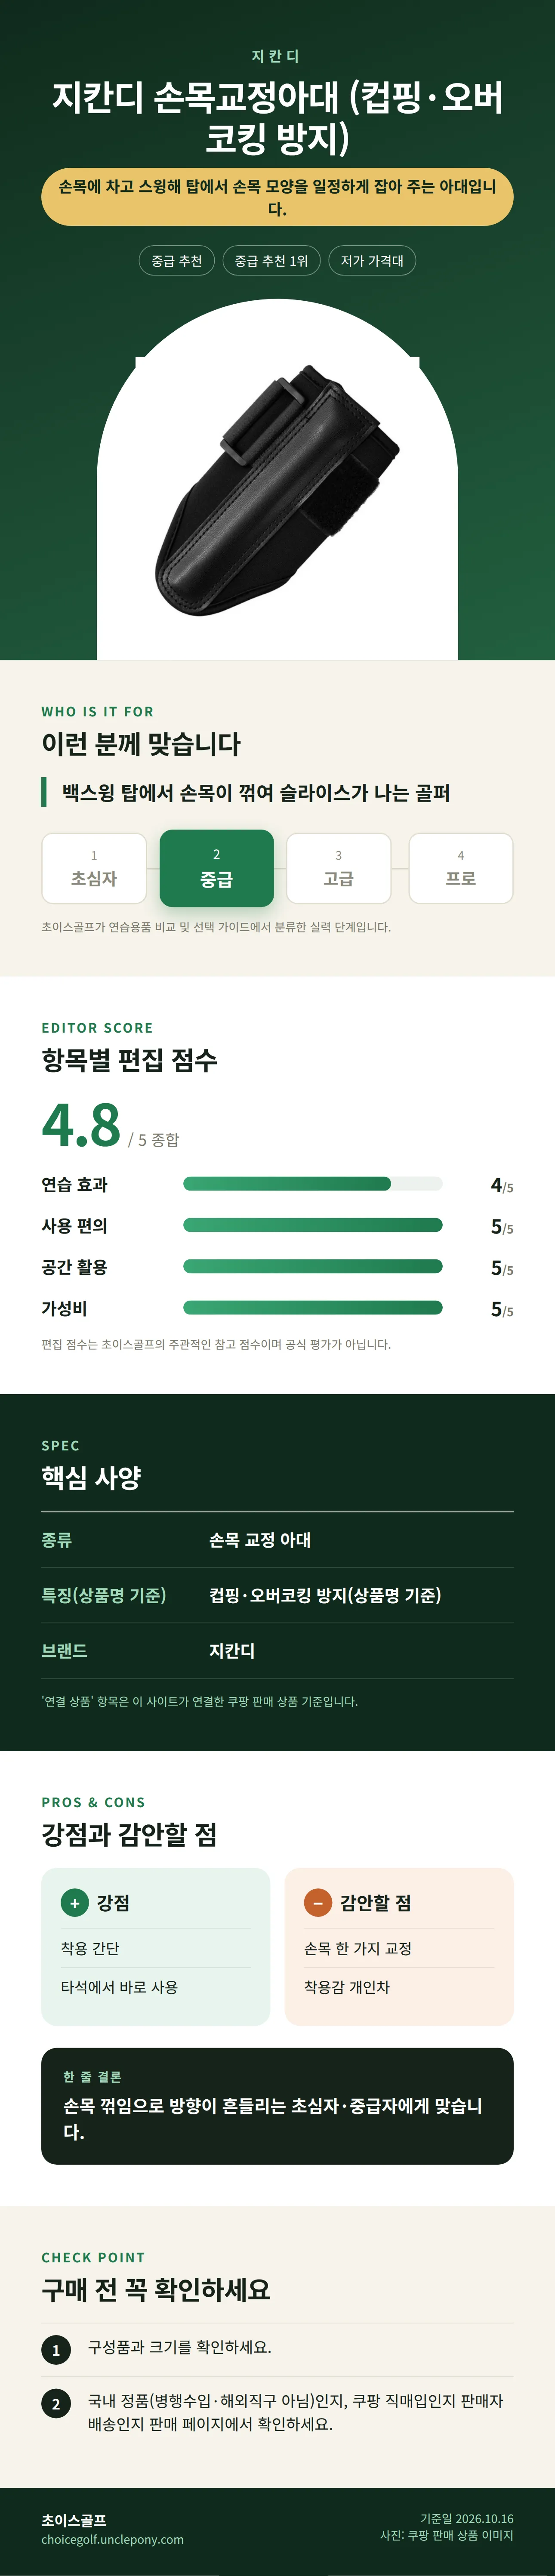 지칸디
지칸디 손목교정아대 (컵핑·오버
코킹 방지)
손목에 차고 스윙해 탑에서 손목 모양을 일정하게 잡아 주는 아대입니
다.
중급 추천
중급 추천 1위
저가 가격대
WHO IS IT FOR
이런 분께 맞습니다
백스윙 탑에서 손목이 꺾여 슬라이스가 나는 골퍼
1
초심자
2
중급
3
고급
4
프로
초이스골프가 연습용품 비교 및 선택 가이드에서 분류한 실력 단계입니다.
EDITOR SCORE
항목별 편집 점수
4.8 / 5 종합
연습 효과 4/5
사용 편의 5/5
공간 활용 5/5
가성비 5/5
편집 점수는 초이스골프의 주관적인 참고 점수이며 공식 평가가 아닙니다.
SPEC
핵심 사양
종류 손목 교정 아대
특징(상품명 기준) 컵핑·오버코킹 방지(상품명 기준)
브랜드 지칸디
'연결 상품' 항목은 이 사이트가 연결한 쿠팡 판매 상품 기준입니다.
PROS & CONS
강점과 감안할 점
+ 강점
착용 간단
타석에서 바로 사용
− 감안할 점
손목 한 가지 교정
착용감 개인차
한 줄 결론
손목 꺾임으로 방향이 흔들리는 초심자·중급자에게 맞습니
다.
CHECK POINT
구매 전 꼭 확인하세요
1 구성품과 크기를 확인하세요.
2 국내 정품(병행수입·해외직구 아님)인지, 쿠팡 직매입인지 판매자
배송인지 판매 페이지에서 확인하세요.
초이스골프
choicegolf.unclepony.com
기준일 2026.10.16
사진: 쿠팡 판매 상품 이미지